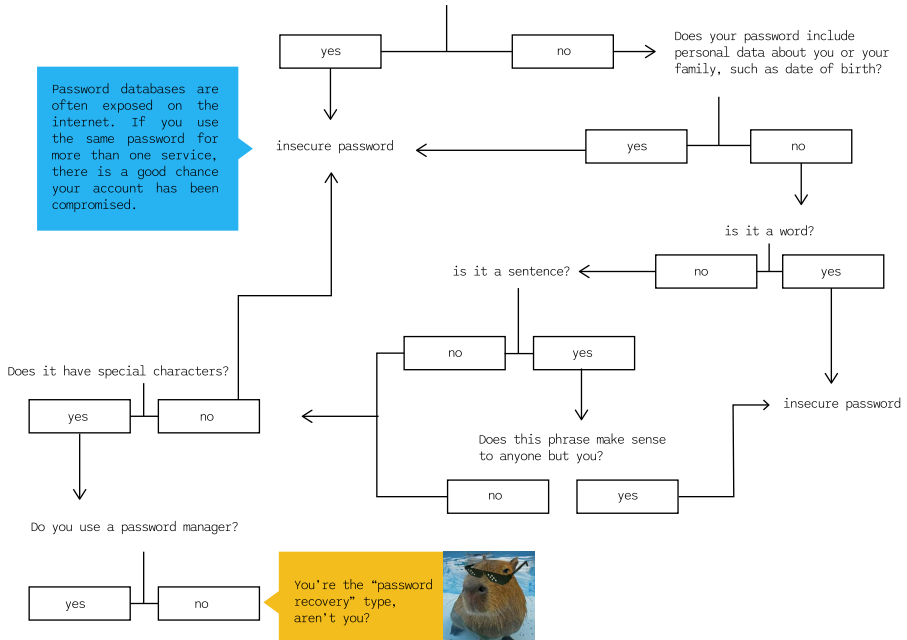 yes
no
Does your password include
personal data about you or your
family, such as date of birth?
Password databases are
often exposed on the
internet. If you use
the same password for
more than one service,
there is a good chance
your account has been
compromised.
insecure password
yes
no
is it a word?
no
yes
is it a sentence?
no
yes
Does it have special characters?
yes
no
insecure password
Does this phrase make sense
to anyone but you?
no
yes
Do you use a password manager?
yes
no
You're the “password
recovery” type,
aren't you?